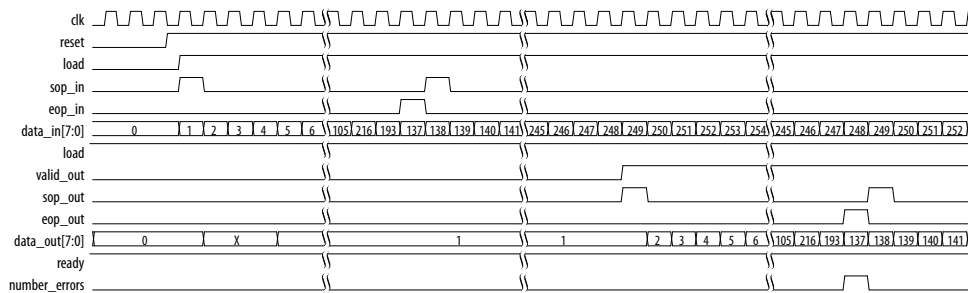 clk
reset
load
sop_in
eop_in
data_in[7:0] 0 1 2 3 4 5 6 105 216 193 137 138 139 140 141 245 246 247 248 249 250 251 252 253 254 245 246 247 248 249 250 251 252
load
valid_out
sop_out
eop_out
data_out[7:0] 0 X 1 1 2 3 4 5 6 105 216 193 137 138 139 140 141
ready
number_errors